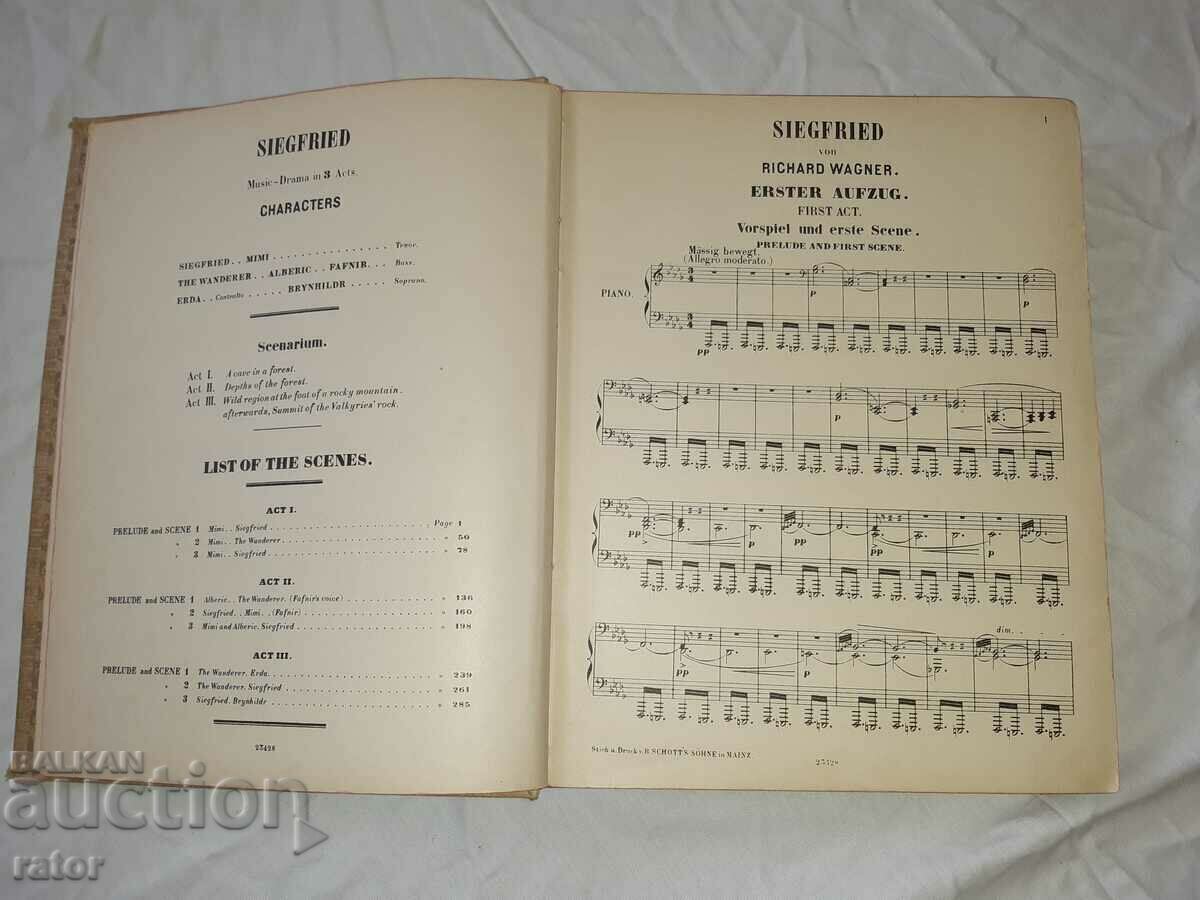 SIEGFRIED
Music-Drama in 3 Acts.
CHARACTERS
SIEGFRIED . . MIMI . . . . . . . . . . . . . . . Tenor.
THE WANDERER . . ALBERIC . . FAFNIR . . . Bass.
ERDA . . Contralto . . . . . BRYNHILDR . . . . . Soprano.
Scenarium.
Act I. A cave in a forest.
Act II. Depths of the forest.
Act III. Wild region at the foot of a rocky mountain.
afterwards, Summit of the Valkyries' rock.
LIST OF THE SCENES.
ACT I.
PRELUDE and SCENE 1 Mimi . . Siegfried . . . . . Page 1
" 2 Mimi . . The Wanderer . . . . . " 50
" 3 Mimi . . Siegfried . . . . . " 78
ACT II.
PRELUDE and SCENE 1 Alberic . . The Wanderer. (Fafnir's voice) . . . . . " 136
" 2 Siegfried . . Mimi . . (Fafnir) . . . . . " 160
" 3 Mimi and Alberic. Siegfried . . . . . " 198
ACT III.
PRELUDE and SCENE 1 The Wanderer. Erda . . . . . " 239
" 2 The Wanderer. Siegfried . . . . . " 261
" 3 Siegfried. Brynhildr . . . . . " 285
23428
1
SIEGFRIED
von
RICHARD WAGNER.
ERSTER AUFZUG.
FIRST ACT.
Vorspiel und erste Scene.
PRELUDE AND FIRST SCENE.
Mässig bewegt.
(Allegro moderato.)
PIANO.
3 4
3 4
p
p
pp
p
p
pp
pp
p
pp
p
dim.
Stich u. Druck v. B. SCHOTT'S SÖHNE in MAINZ
23428
BALKAN
auction
rator